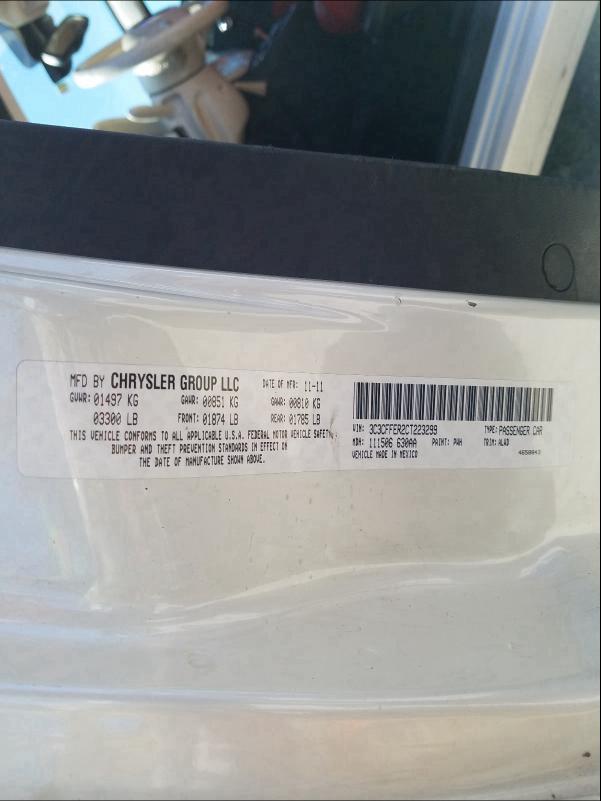 MFD BY CHRYSLER GROUP LLC DATE OF MFR: 11-11
GVWR: 01497 KG GAWR: 00851 KG GAWR: 00810 KG
03300 LB FRONT: 01874 LB REAR: 01785 LB
THIS VEHICLE CONFORMS TO ALL APPLICABLE U.S.A. FEDERAL MOTOR VEHICLE SAFETY,
BUMPER AND THEFT PREVENTION STANDARDS IN EFFECT ON
THE DATE OF MANUFACTURE SHOWN ABOVE.
VIN: 3C3CFFER2CT223299 TYPE: PASSENGER CAR
MDH: 111506 630AA PAINT: PWH TRIM: ALAD
VEHICLE MADE IN MEXICO